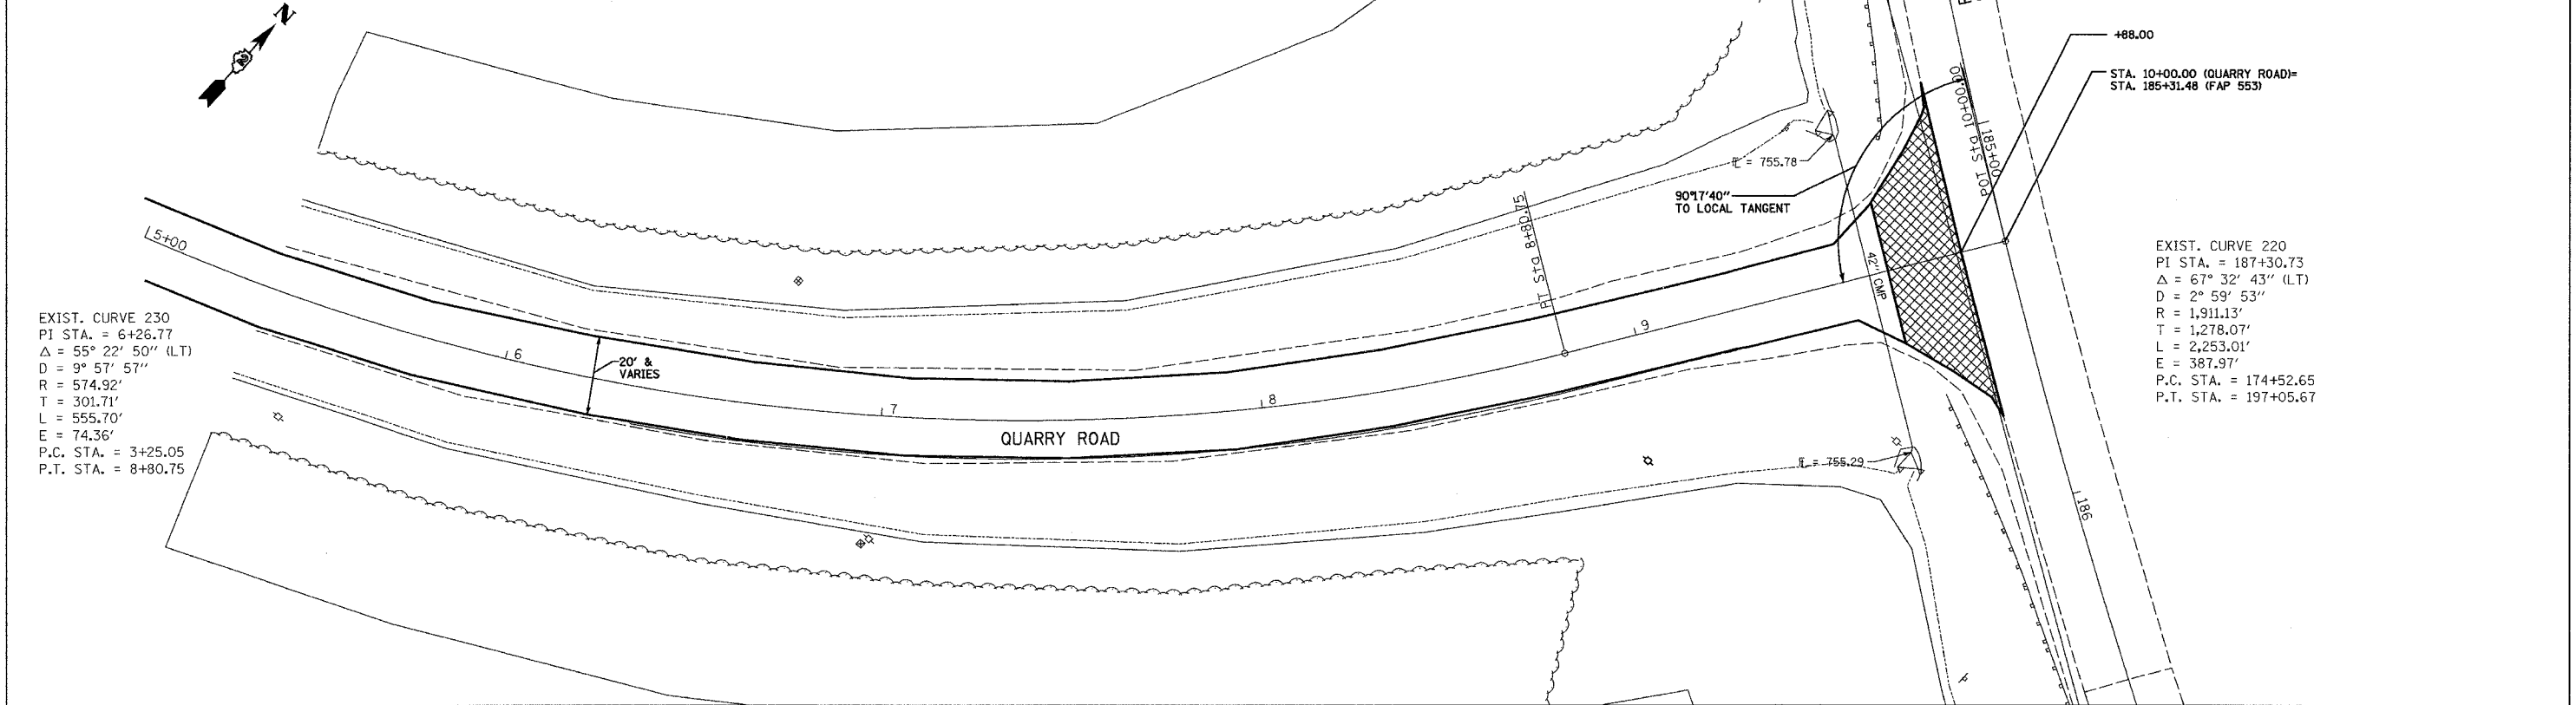 N
+88.00
STA. 10+00.00 (QUARRY ROAD)=
STA. 185+31.48 (FAP 553)
POT Sta 10+00.00
185+00
℄ = 755.78
90°17'40"
TO LOCAL TANGENT
PT Sta 8+80.75
42" CMP
5+00
6
7
8
9
20' &
VARIES
QUARRY ROAD
℄ = 755.29
186
EXIST. CURVE 230
PI STA. = 6+26.77
Δ = 55° 22' 50" (LT)
D = 9° 57' 57"
R = 574.92'
T = 301.71'
L = 555.70'
E = 74.36'
P.C. STA. = 3+25.05
P.T. STA. = 8+80.75
EXIST. CURVE 220
PI STA. = 187+30.73
Δ = 67° 32' 43" (LT)
D = 2° 59' 53"
R = 1,911.13'
T = 1,278.07'
L = 2,253.01'
E = 387.97'
P.C. STA. = 174+52.65
P.T. STA. = 197+05.67